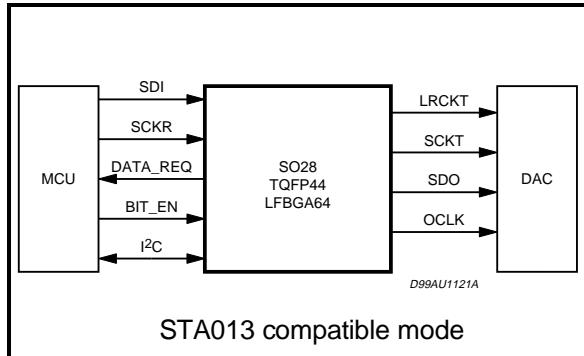 SDI
SCKR
DATA_REQ
BIT_EN
I2C
MCU
SO28
TQFP44
LFBGA64
LRCKT
SCKT
SDO
OCLK
DAC
D99AU1121A
STA013 compatible mode